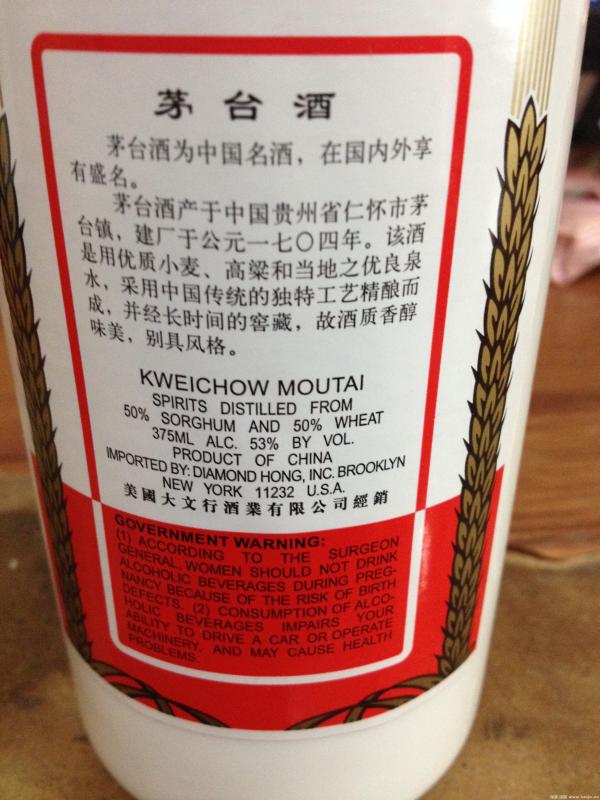 茅台酒
茅台酒为中国名酒，在国内外享
有盛名。
茅台酒产于中国贵州省仁怀市茅
台镇，建厂于公元一七〇四年。该酒
是用优质小麦、高粱和当地之优良泉
水，采用中国传统的独特工艺精酿而
成，并经长时间的窖藏，故酒质香醇
味美，别具风格。
KWEICHOW MOUTAI
SPIRITS DISTILLED FROM
50% SORGHUM AND 50% WHEAT
375ML ALC. 53% BY VOL.
PRODUCT OF CHINA
IMPORTED BY: DIAMOND HONG, INC. BROOKLYN
NEW YORK 11232 U.S.A.
美國大文行酒業有限公司經銷
GOVERNMENT WARNING:
(1) ACCORDING TO THE SURGEON
GENERAL, WOMEN SHOULD NOT DRINK
ALCOHOLIC BEVERAGES DURING PREG-
NANCY BECAUSE OF THE RISK OF BIRTH
DEFECTS. (2) CONSUMPTION OF ALCO-
HOLIC BEVERAGES IMPAIRS YOUR
ABILITY TO DRIVE A CAR OR OPERATE
MACHINERY, AND MAY CAUSE HEALTH
PROBLEMS.